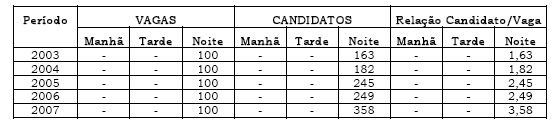 Período VAGAS CANDIDATOS Relação Candidato/Vaga
Manhã Tarde Noite Manhã Tarde Noite Manhã Tarde Noite
2003 - - 100 - - 163 - - 1,63
2004 - - 100 - - 182 - - 1,82
2005 - - 100 - - 245 - - 2,45
2006 - - 100 - - 249 - - 2,49
2007 - - 100 - - 358 - - 3,58